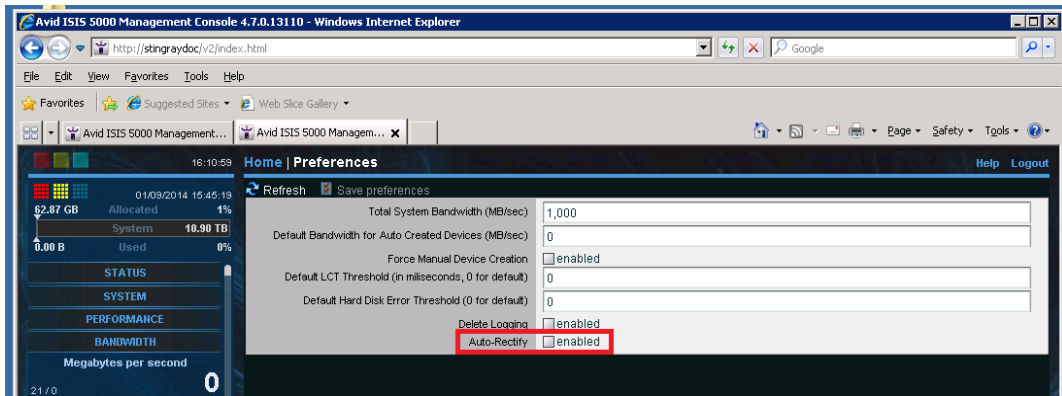 Avid ISIS 5000 Management Console 4.7.0.13110 - Windows Internet Explorer
http://stingraydoc/v2/index.html
Google
File Edit View Favorites Tools Help
Favorites Suggested Sites Web Slice Gallery
Avid ISIS 5000 Management... Avid ISIS 5000 Managem... Page Safety Tools
16:10:59 Home | Preferences Help Logout
01/09/2014 15:45:19 Refresh Save preferences
62.87 GB Allocated 1% Total System Bandwidth (MB/sec) 1,000
System 10.90 TB Default Bandwidth for Auto Created Devices (MB/sec) 0
0.00 B Used 0% Force Manual Device Creation enabled
STATUS Default LCT Threshold (in miliseconds, 0 for default) 0
SYSTEM Default Hard Disk Error Threshold (0 for default) 0
PERFORMANCE Delete Logging enabled
BANDWIDTH Auto-Rectify enabled
Megabytes per second
21 / 0 0